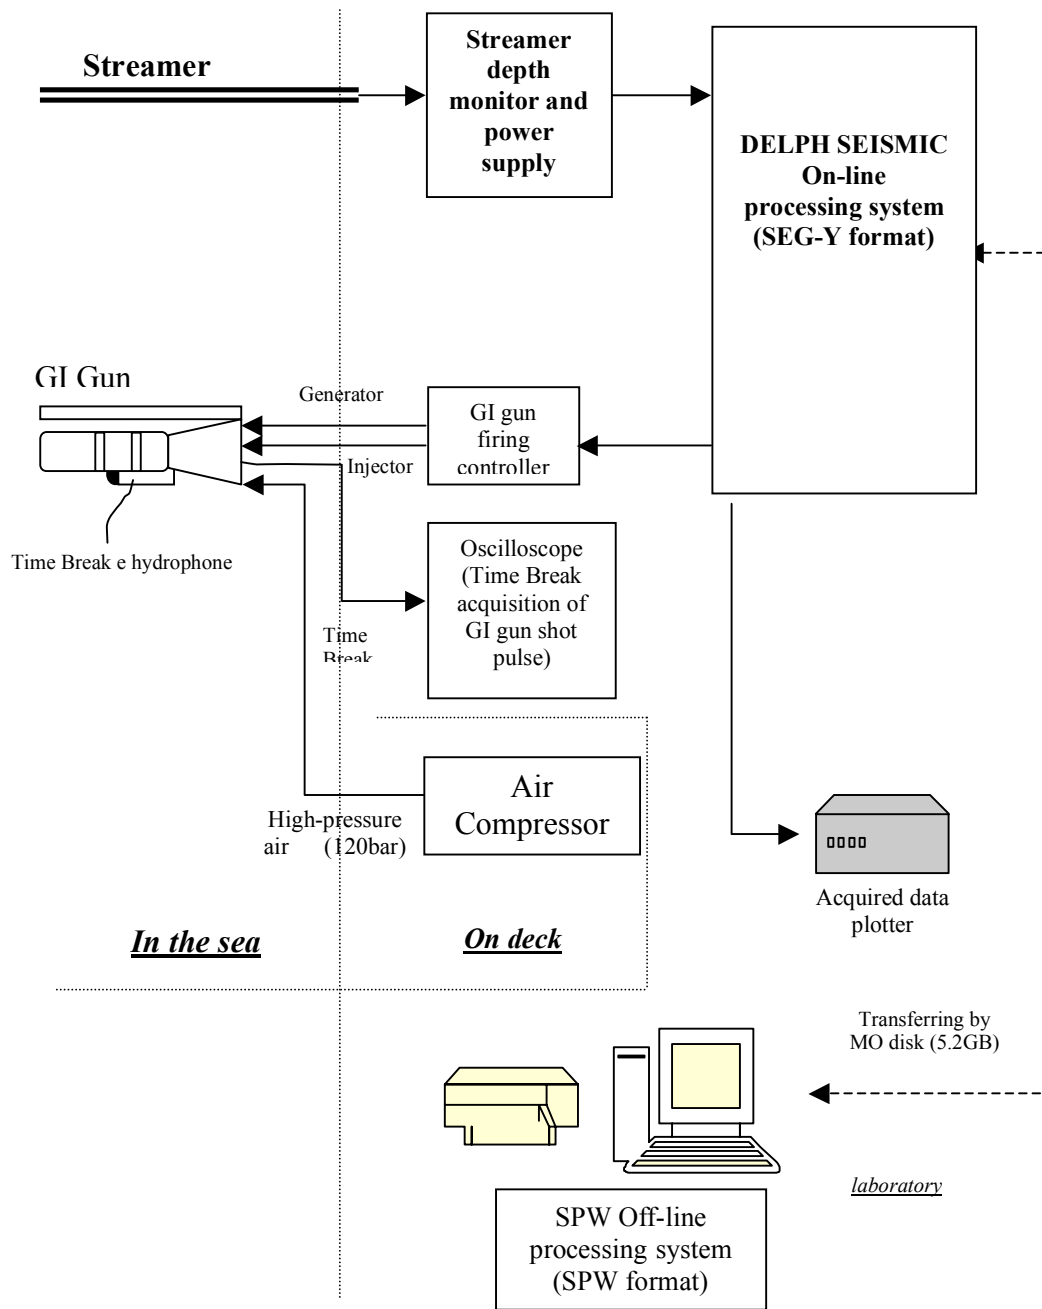 Streamer
Streamer
depth
monitor and
power
supply
DELPH SEISMIC
On-line
processing system
(SEG-Y format)
GI Gun
Generator
Injector
GI gun
firing
controller
Time Break e hydrophone
Oscilloscope
(Time Break
acquisition of
GI gun shot
pulse)
Time
Break
Air
Compressor
High-pressure
air (120bar)
Acquired data
plotter
In the sea
On deck
Transferring by
MO disk (5.2GB)
laboratory
SPW Off-line
processing system
(SPW format)